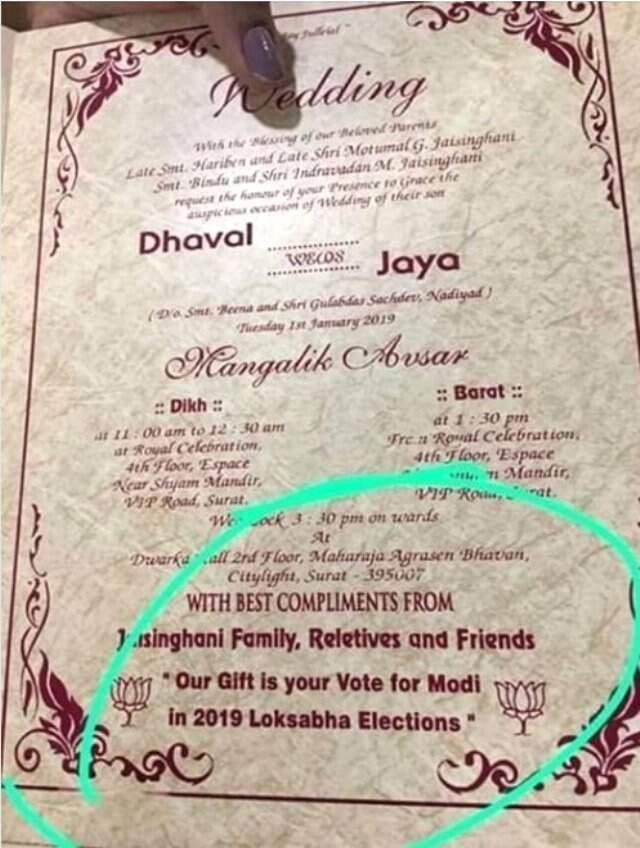 Wedding
With the Blessing of our Beloved Parents
Late Smt. Hariben and Late Shri Motumal G. Jaisinghani
Smt. Bindu and Shri Indravadan M. Jaisinghani
request the honour of your Presence to Grace the
auspicious occasion of Wedding of their son
Dhaval
WEDS
Jaya
(D/o. Smt. Beena and Shri Gulabdas Sachdev, Nadiyad)
Tuesday 1st January 2019
Mangalik Avsar
:: Dikh ::
at 11 : 00 am to 12 : 30 am
at Royal Celebration,
4th Floor, Espace
Near Shyam Mandir,
VIP Road, Surat.
:: Barat ::
at 1 : 30 pm
Royal Celebration,
4th Floor, Espace
Mandir,
VIP
3 : 30 pm on wards
At
2rd Floor, Maharaja Agrasen Bhavan,
Citylight, Surat - 395007
WITH BEST COMPLIMENTS FROM
Jaisinghani Family, Reletives and Friends
" Our Gift is your Vote for Modi
in 2019 Loksabha Elections "